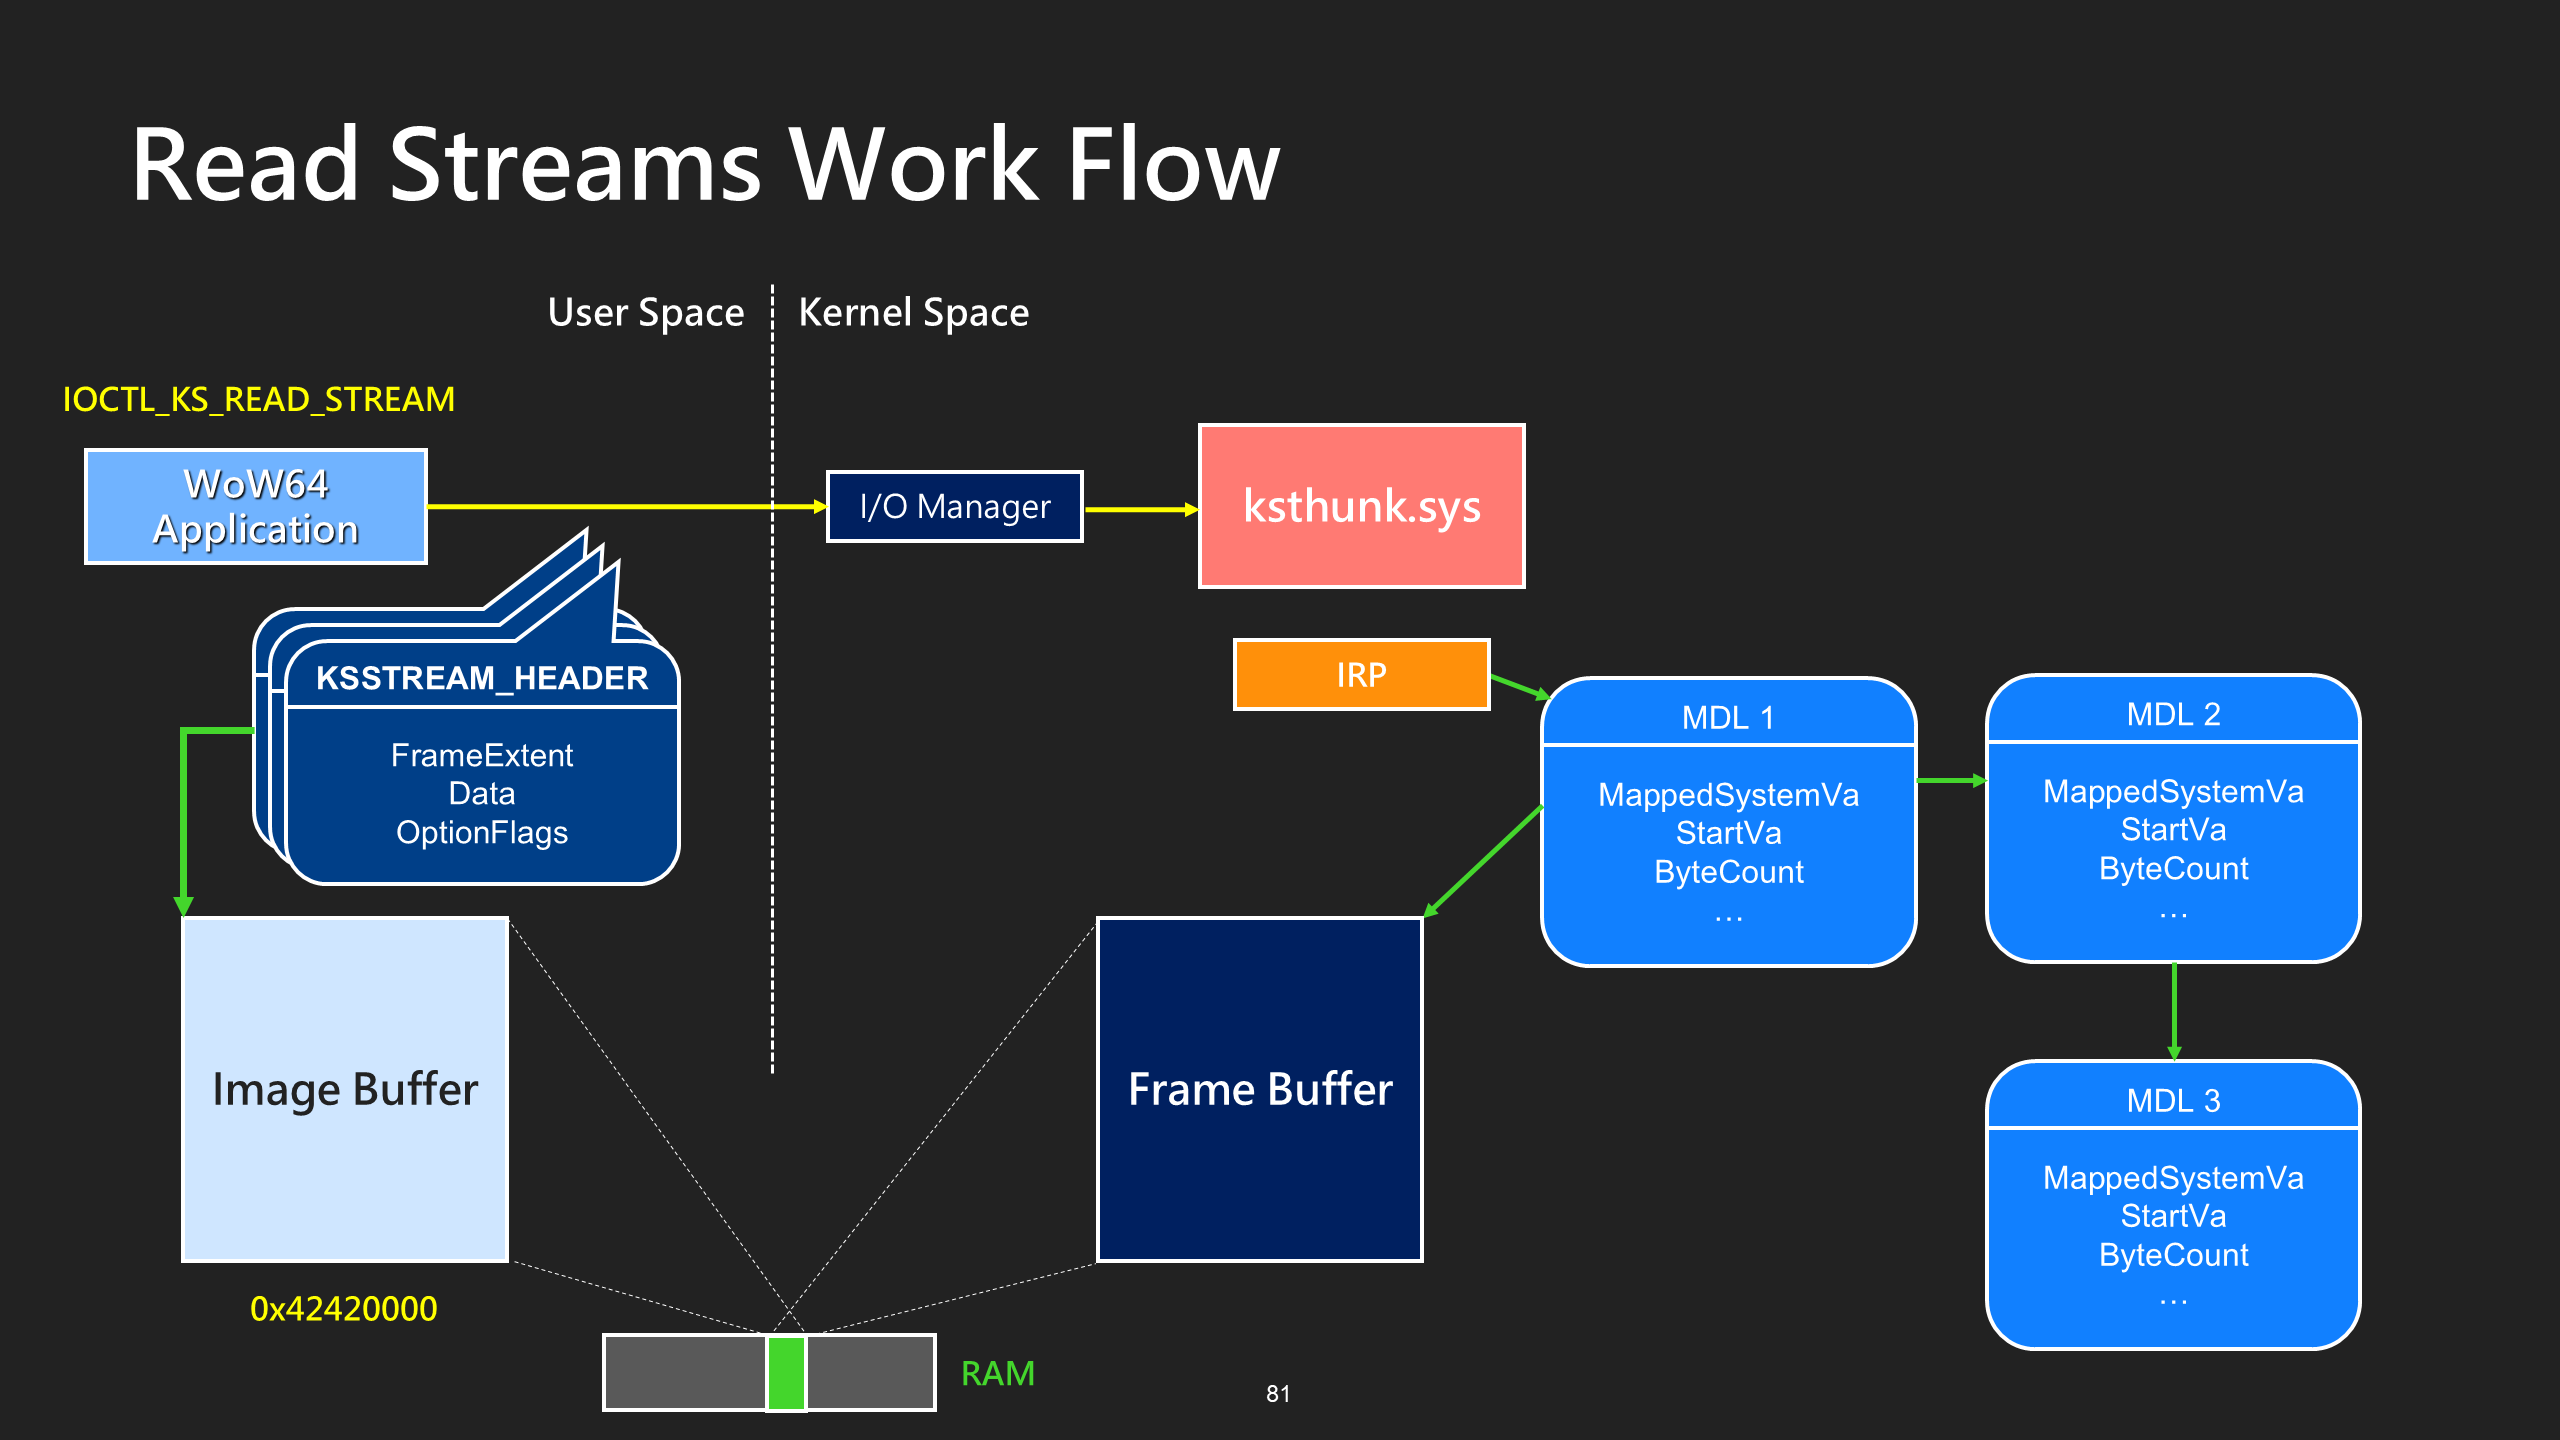 Read Streams Work Flow
User Space
Kernel Space
IOCTL_KS_READ_STREAM
WoW64
Application
I/O Manager
ksthunk.sys
KSSTREAM_HEADER
FrameExtent
Data
OptionFlags
IRP
MDL 1
MappedSystemVa
StartVa
ByteCount
...
MDL 2
MappedSystemVa
StartVa
ByteCount
...
MDL 3
MappedSystemVa
StartVa
ByteCount
...
Image Buffer
Frame Buffer
0x42420000
RAM
81